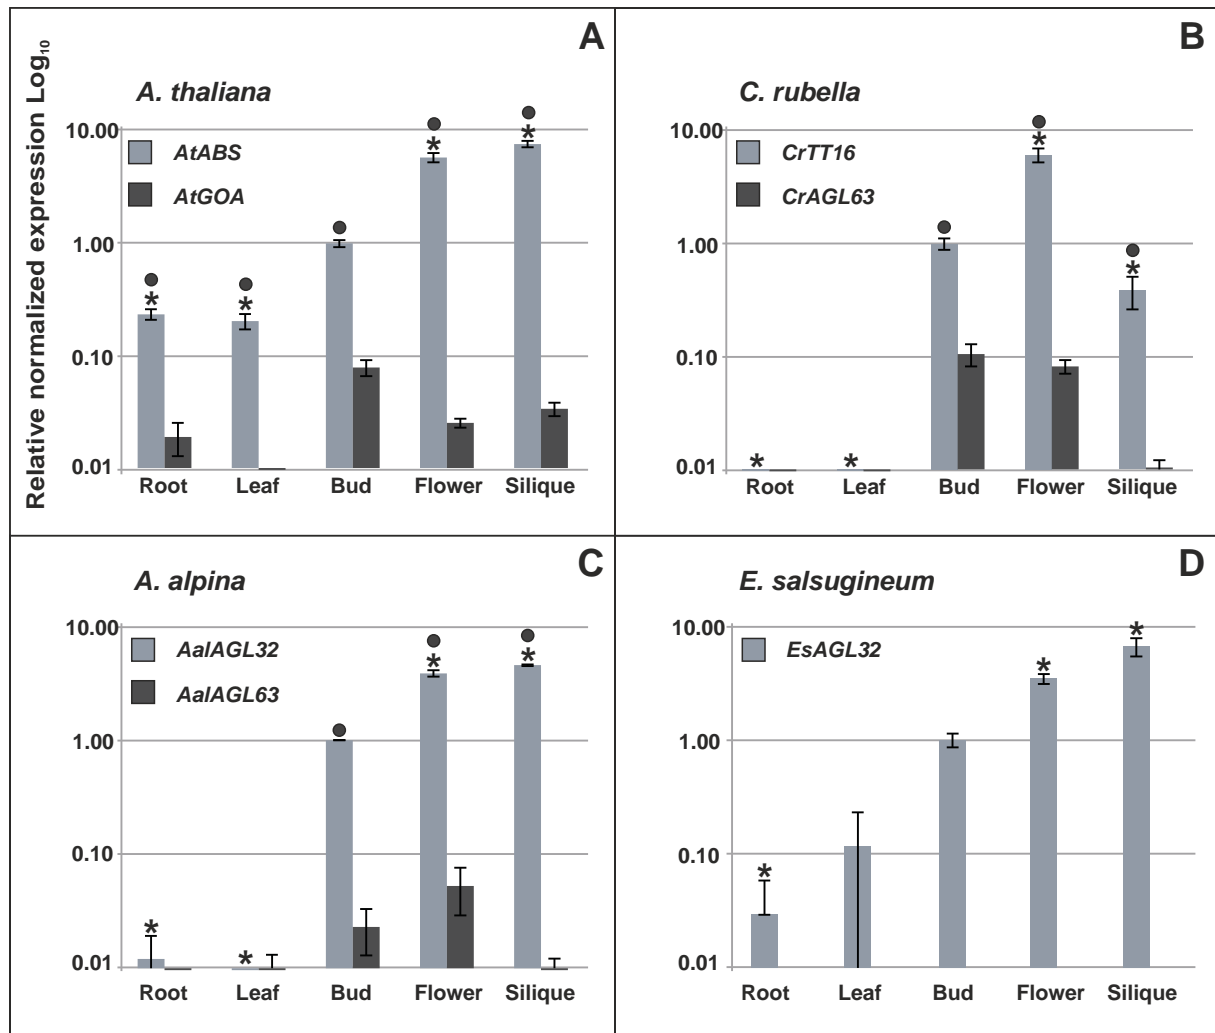 Relative normalized expression Log10
A
A. thaliana
10.00
AtABS
AtGOA
1.00
0.10
0.01
Root Leaf Bud Flower Silique
B
C. rubella
10.00
CrTT16
CrAGL63
1.00
0.10
0.01
Root Leaf Bud Flower Silique
C
A. alpina
10.00
AalAGL32
AalAGL63
1.00
0.10
0.01
Root Leaf Bud Flower Silique
D
E. salsugineum
10.00
EsAGL32
1.00
0.10
0.01
Root Leaf Bud Flower Silique